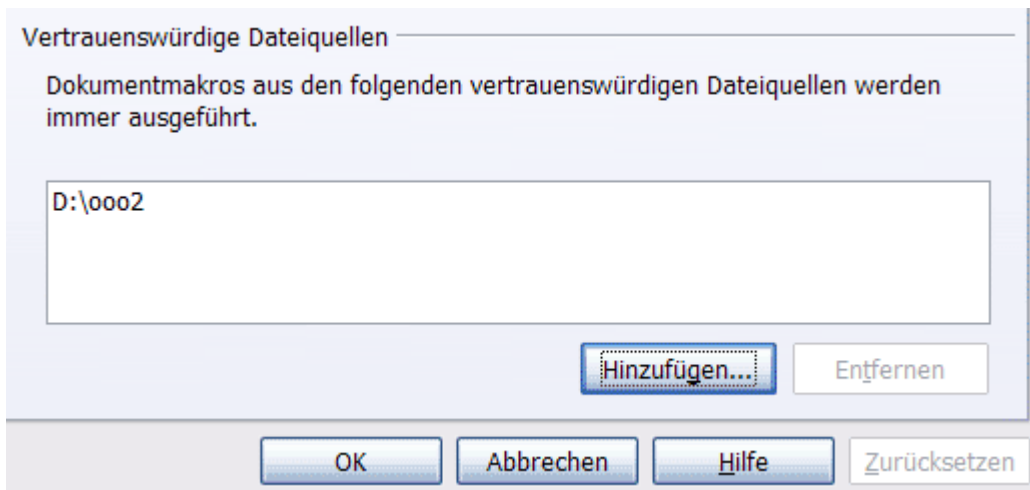 Vertrauenswürdige Dateiquellen
Dokumentmakros aus den folgenden vertrauenswürdigen Dateiquellen werden
immer ausgeführt.
D:\ooo2
Hinzufügen... Entfernen
OK Abbrechen Hilfe Zurücksetzen